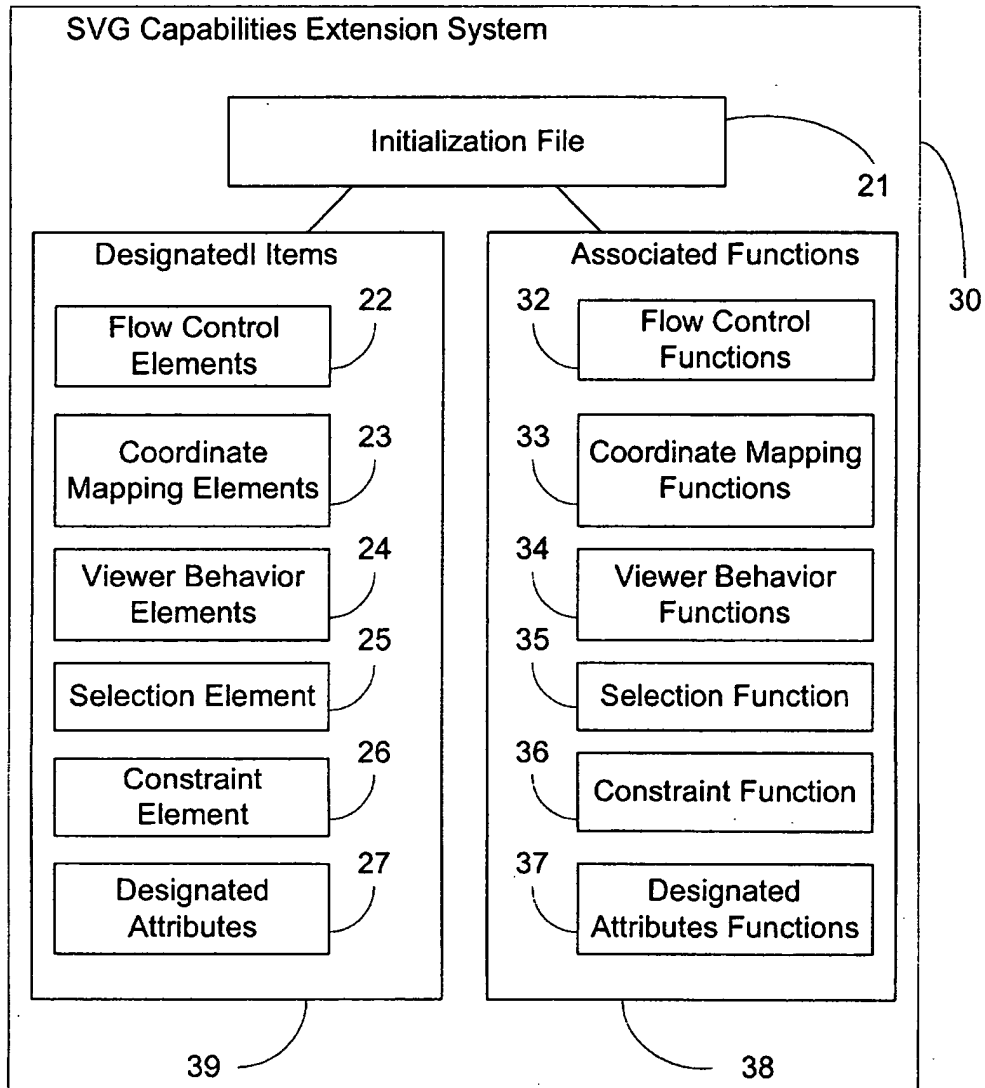 SVG Capabilities Extension System
Initialization File
21
30
Designatedl Items
22
Flow Control
Elements
23
Coordinate
Mapping Elements
24
Viewer Behavior
Elements
25
Selection Element
26
Constraint
Element
27
Designated
Attributes
39
Associated Functions
32
Flow Control
Functions
33
Coordinate Mapping
Functions
34
Viewer Behavior
Functions
35
Selection Function
36
Constraint Function
37
Designated
Attributes Functions
38